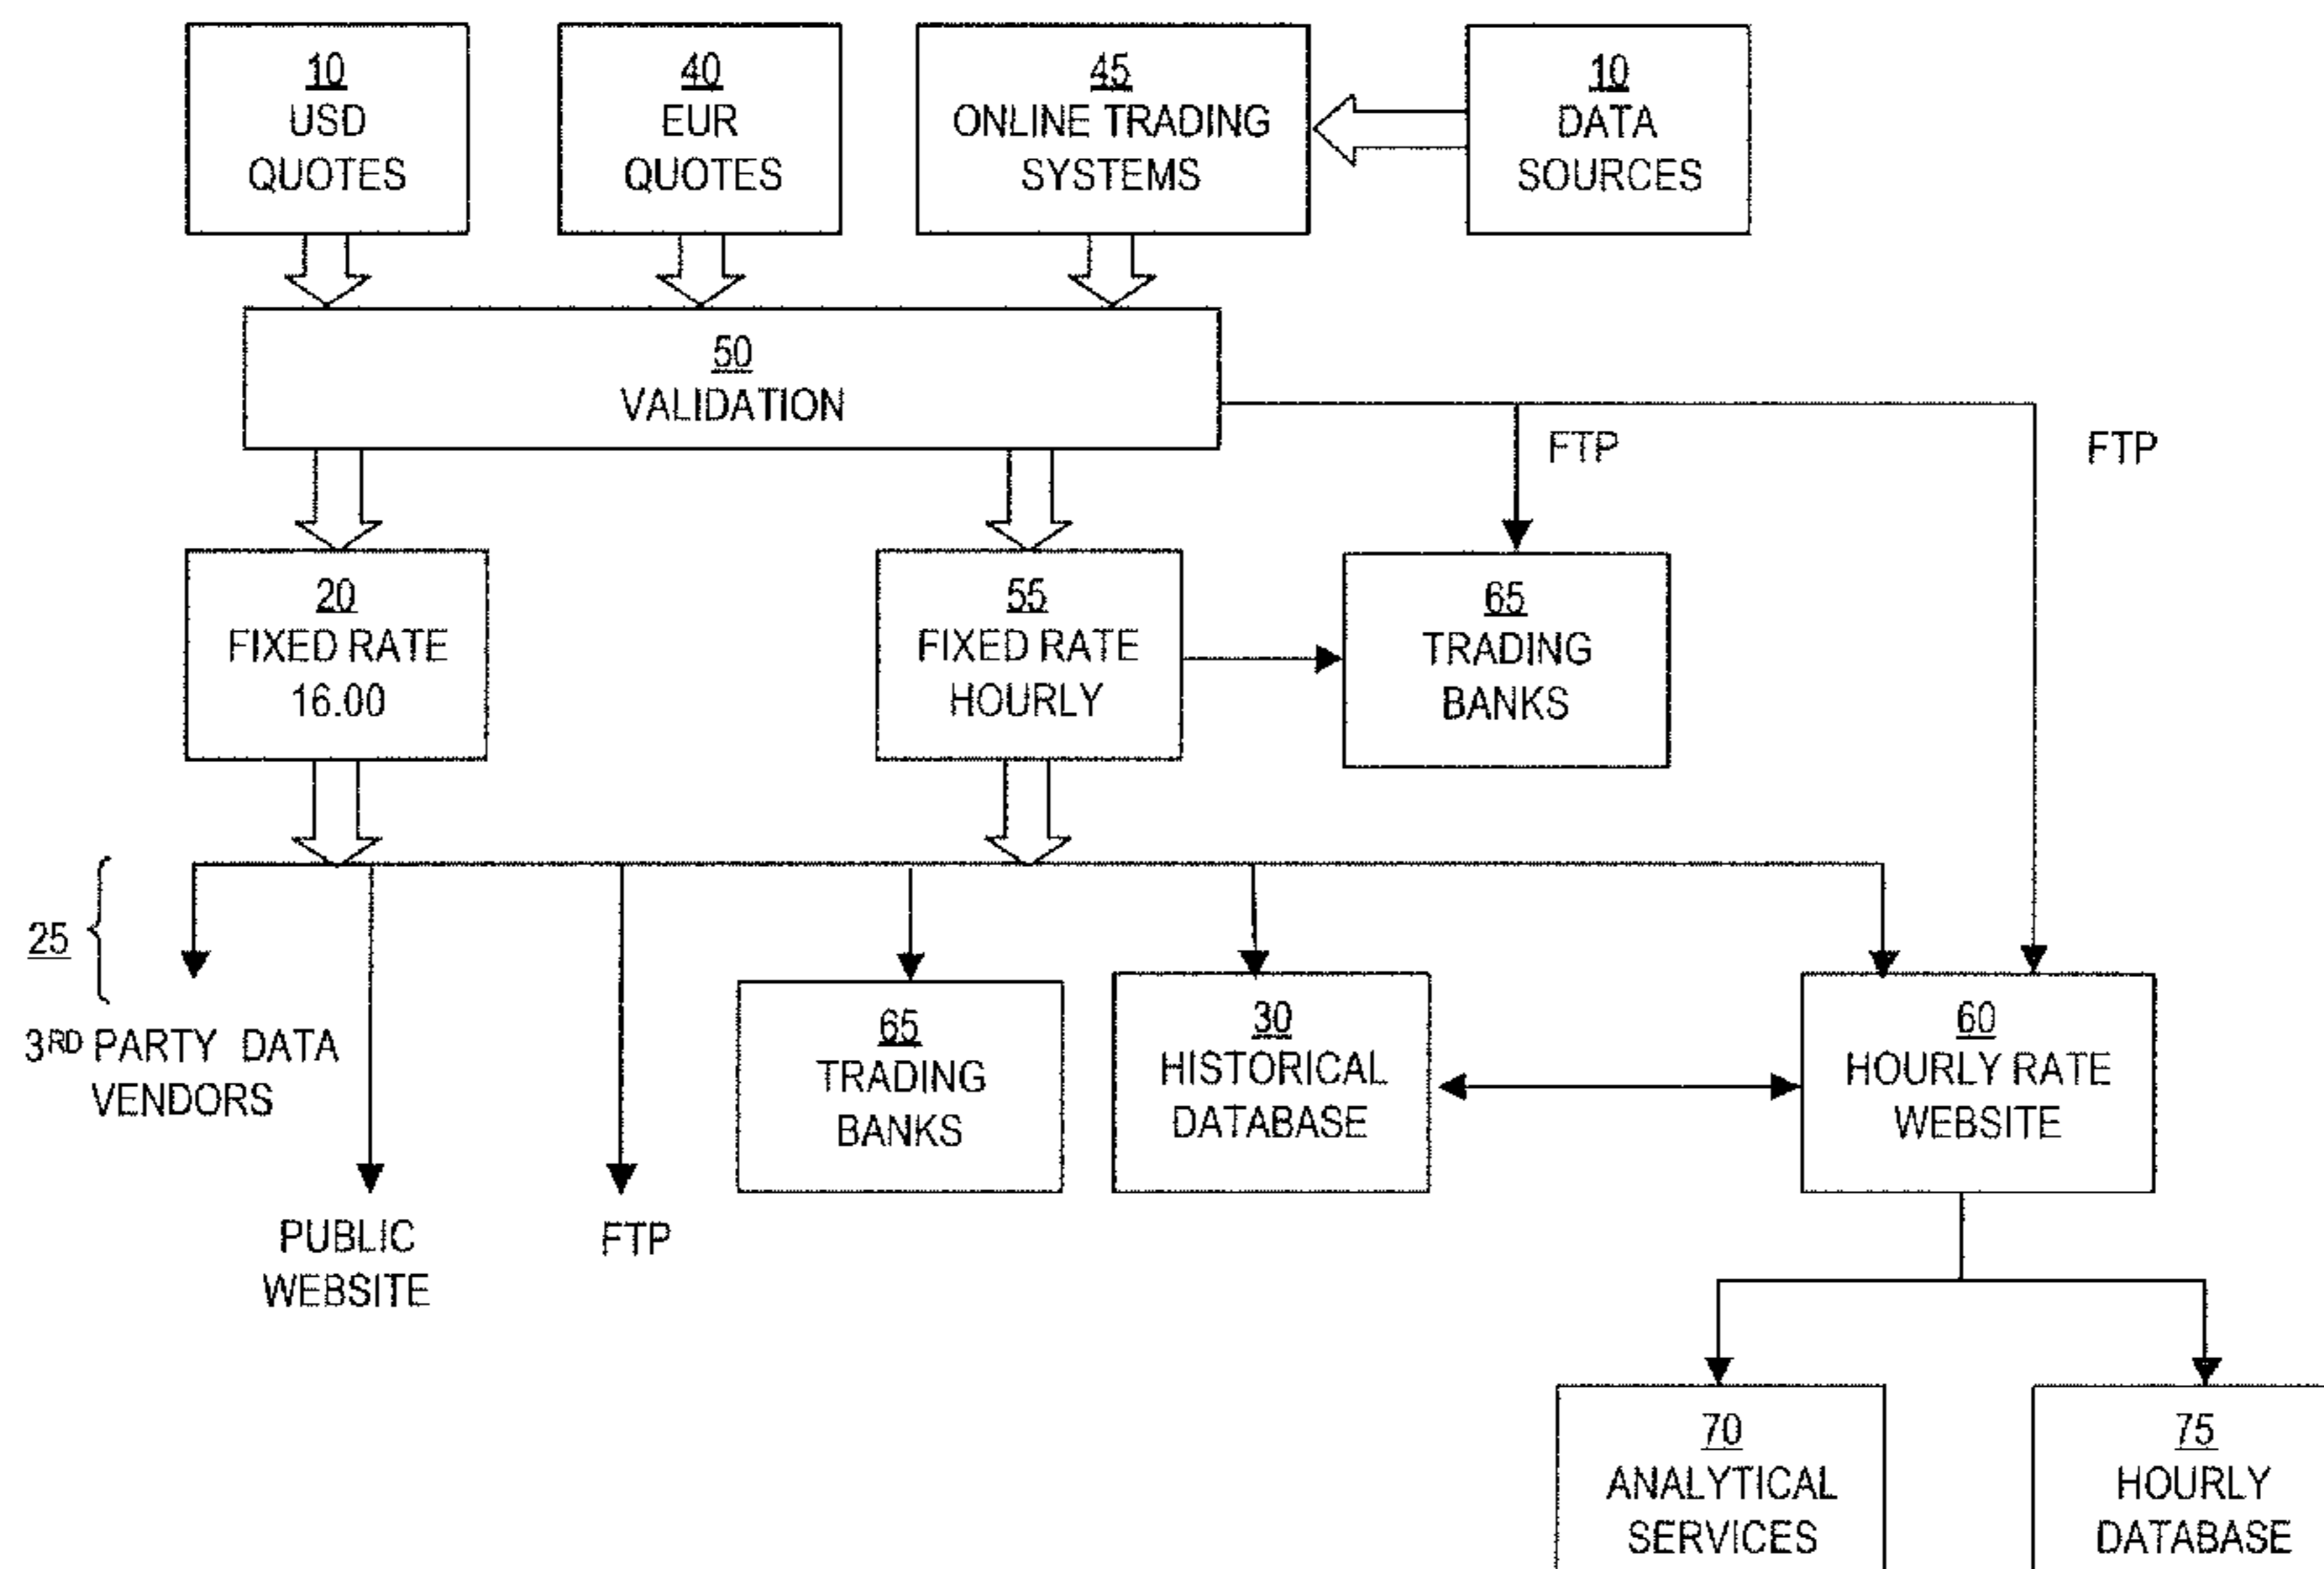 10
USD
QUOTES
40
EUR
QUOTES
45
ONLINE TRADING
SYSTEMS
10
DATA
SOURCES
50
VALIDATION
FTP
FTP
20
FIXED RATE
16.00
55
FIXED RATE
HOURLY
65
TRADING
BANKS
25
3RD PARTY DATA
VENDORS
PUBLIC
WEBSITE
FTP
65
TRADING
BANKS
30
HISTORICAL
DATABASE
60
HOURLY RATE
WEBSITE
70
ANALYTICAL
SERVICES
75
HOURLY
DATABASE